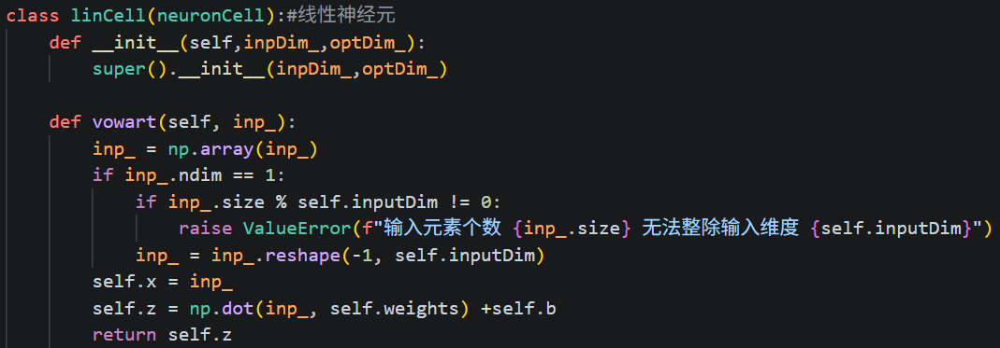 class linCell(neuronCell):#线性神经元
    def __init__(self,inpDim_,optDim_):
        super().__init__(inpDim_,optDim_)

    def vowart(self, inp_):
        inp_ = np.array(inp_)
        if inp_.ndim == 1:
            if inp_.size % self.inputDim != 0:
                raise ValueError(f"输入元素个数 {inp_.size} 无法整除输入维度 {self.inputDim}")
            inp_ = inp_.reshape(-1, self.inputDim)
        self.x = inp_
        self.z = np.dot(inp_, self.weights) +self.b
        return self.z